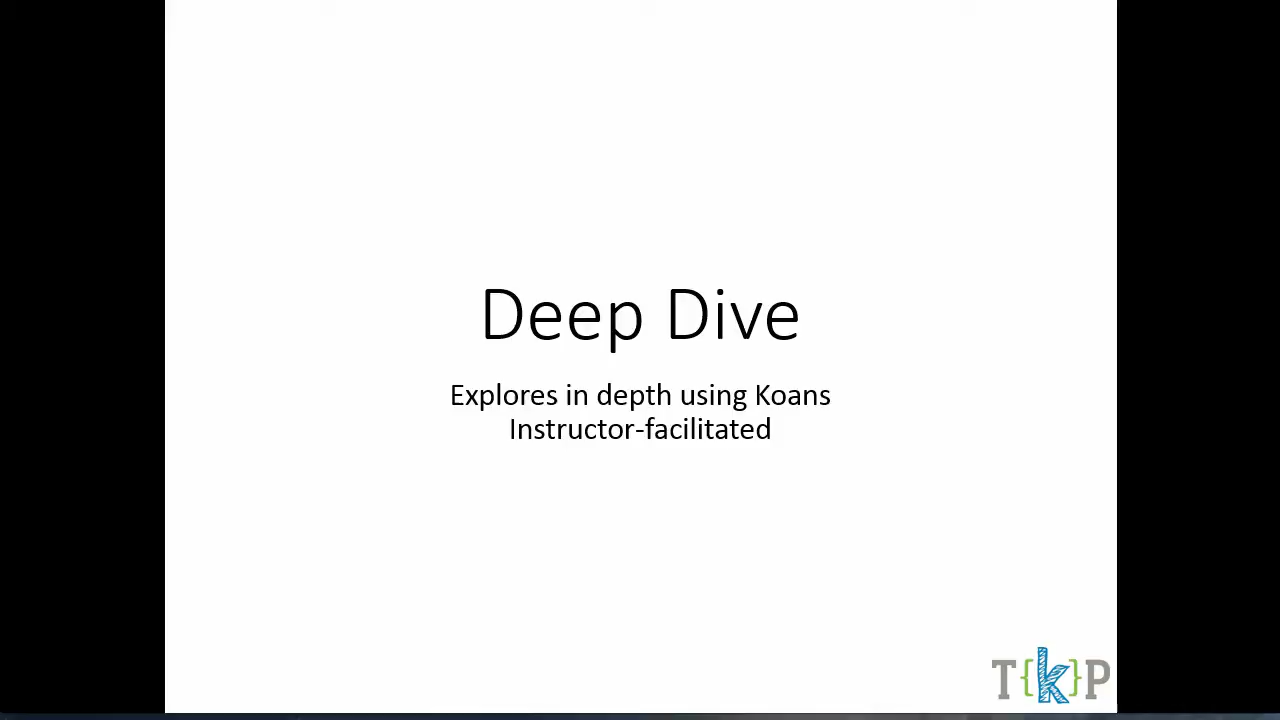 Deep Dive
Explores in depth using Koans
Instructor-facilitated
T{k}P